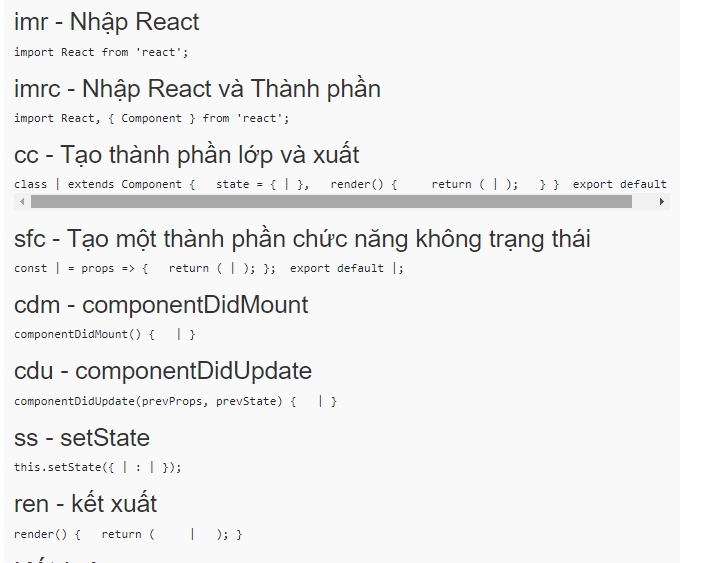 imr - Nhập React
import React from 'react';
imrc - Nhập React và Thành phần
import React, { Component } from 'react';
cc - Tạo thành phần lớp và xuất
class | extends Component {   state = { | },   render() {     return ( | );   } }  export default
sfc - Tạo một thành phần chức năng không trạng thái
const | = props => {   return ( | ); };  export default |;
cdm - componentDidMount
componentDidMount() {   | }
cdu - componentDidUpdate
componentDidUpdate(prevProps, prevState) {   | }
ss - setState
this.setState({ | : | });
ren - kết xuất
render() {   return (     |   ); }